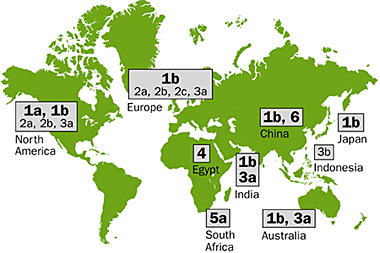 1b
2a, 2b, 2c, 3a
Europe
1a, 1b
2a, 2b, 3a
North
America
1b, 6
China
1b
Japan
3b
Indonesia
4
Egypt
1b
3a
India
5a
South
Africa
1b, 3a
Australia